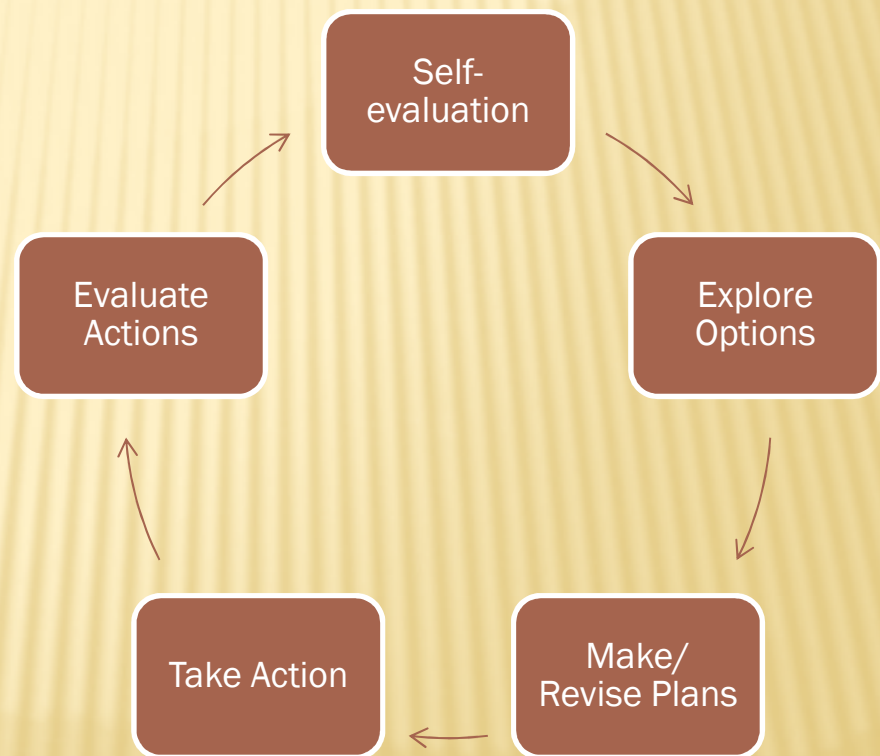 Self-
evaluation
Explore
Options
Make/
Revise Plans
Take Action
Evaluate
Actions